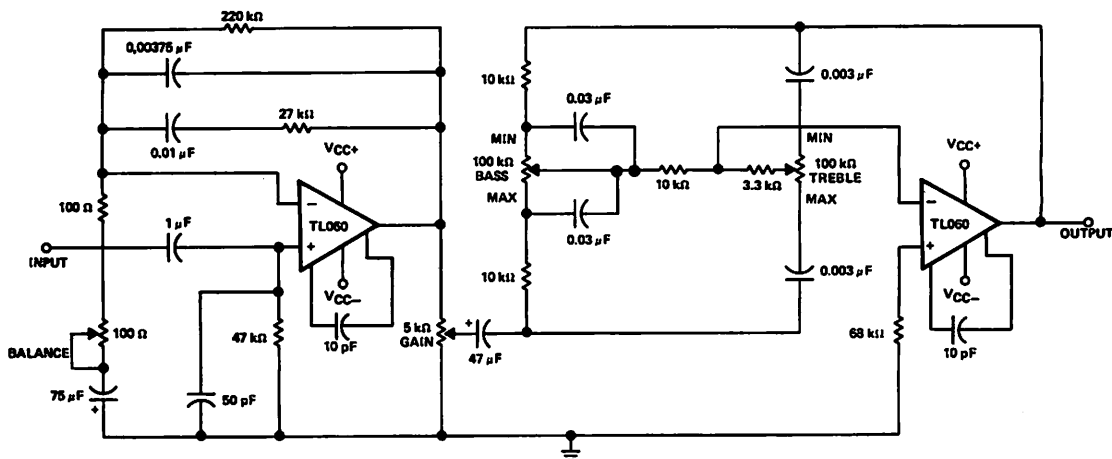 220 kΩ
0,00375 μF
0.01 μF
27 kΩ
VCC+
100 Ω
−
TL060
+
1 μF
INPUT
VCC−
100 Ω
BALANCE
75 μF
+
50 pF
47 kΩ
10 pF
5 kΩ
GAIN
+
47 μF
10 kΩ
0.03 μF
MIN
100 kΩ
BASS
MAX
0.03 μF
10 kΩ
10 kΩ
3.3 kΩ
0.003 μF
MIN
100 kΩ
TREBLE
MAX
0.003 μF
VCC+
−
TL060
+
VCC−
OUTPUT
68 kΩ
10 pF